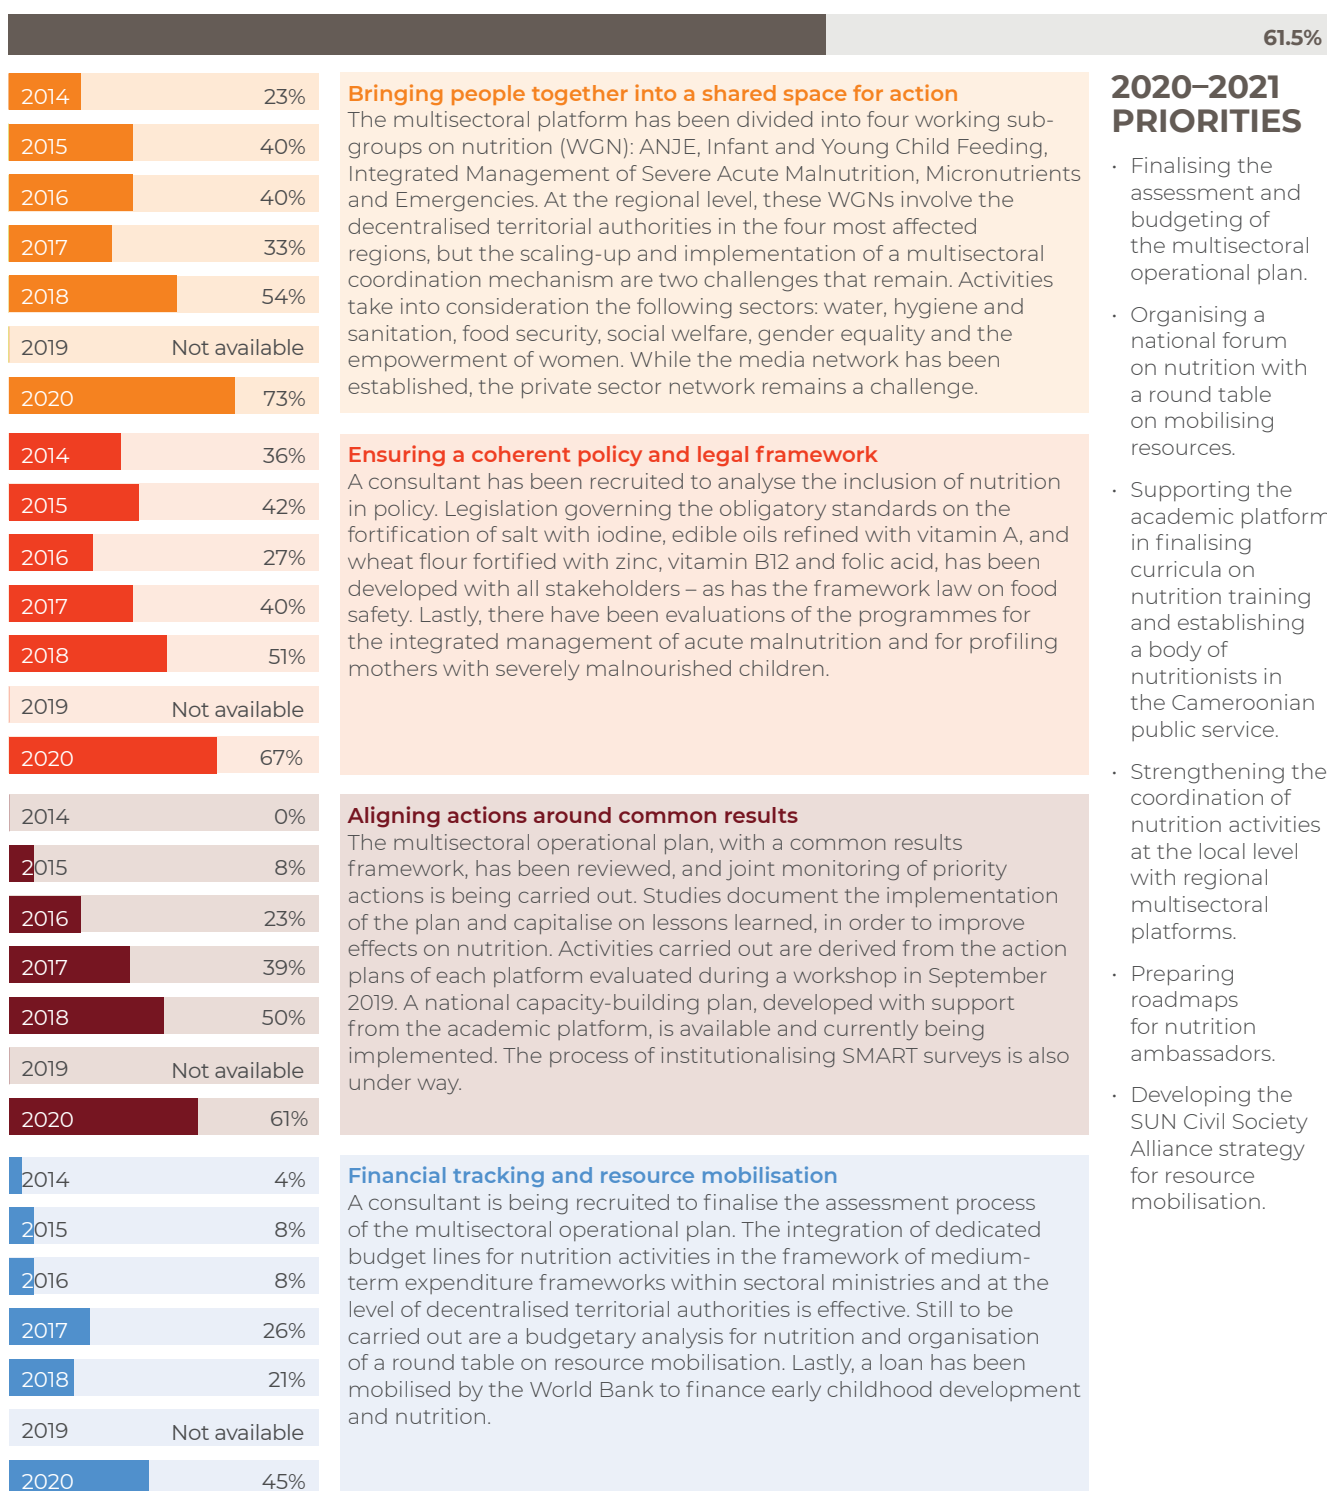 61.5%
2014 23%
2015 40%
2016 40%
2017 33%
2018 54%
2019 Not available
2020 73%
Bringing people together into a shared space for action
The multisectoral platform has been divided into four working sub-
groups on nutrition (WGN): ANJE, Infant and Young Child Feeding,
Integrated Management of Severe Acute Malnutrition, Micronutrients
and Emergencies. At the regional level, these WGNs involve the
decentralised territorial authorities in the four most affected
regions, but the scaling-up and implementation of a multisectoral
coordination mechanism are two challenges that remain. Activities
take into consideration the following sectors: water, hygiene and
sanitation, food security, social welfare, gender equality and the
empowerment of women. While the media network has been
established, the private sector network remains a challenge.
2014 36%
2015 42%
2016 27%
2017 40%
2018 51%
2019 Not available
2020 67%
Ensuring a coherent policy and legal framework
A consultant has been recruited to analyse the inclusion of nutrition
in policy. Legislation governing the obligatory standards on the
fortification of salt with iodine, edible oils refined with vitamin A, and
wheat flour fortified with zinc, vitamin B12 and folic acid, has been
developed with all stakeholders – as has the framework law on food
safety. Lastly, there have been evaluations of the programmes for
the integrated management of acute malnutrition and for profiling
mothers with severely malnourished children.
2014 0%
2015 8%
2016 23%
2017 39%
2018 50%
2019 Not available
2020 61%
Aligning actions around common results
The multisectoral operational plan, with a common results
framework, has been reviewed, and joint monitoring of priority
actions is being carried out. Studies document the implementation
of the plan and capitalise on lessons learned, in order to improve
effects on nutrition. Activities carried out are derived from the action
plans of each platform evaluated during a workshop in September
2019. A national capacity-building plan, developed with support
from the academic platform, is available and currently being
implemented. The process of institutionalising SMART surveys is also
under way.
2014 4%
2015 8%
2016 8%
2017 26%
2018 21%
2019 Not available
2020 45%
Financial tracking and resource mobilisation
A consultant is being recruited to finalise the assessment process
of the multisectoral operational plan. The integration of dedicated
budget lines for nutrition activities in the framework of medium-
term expenditure frameworks within sectoral ministries and at the
level of decentralised territorial authorities is effective. Still to be
carried out are a budgetary analysis for nutrition and organisation
of a round table on resource mobilisation. Lastly, a loan has been
mobilised by the World Bank to finance early childhood development
and nutrition.
2020–2021
PRIORITIES
• Finalising the
assessment and
budgeting of
the multisectoral
operational plan.
• Organising a
national forum
on nutrition with
a round table
on mobilising
resources.
• Supporting the
academic platform
in finalising
curricula on
nutrition training
and establishing
a body of
nutritionists in
the Cameroonian
public service.
• Strengthening the
coordination of
nutrition activities
at the local level
with regional
multisectoral
platforms.
• Preparing
roadmaps
for nutrition
ambassadors.
• Developing the
SUN Civil Society
Alliance strategy
for resource
mobilisation.